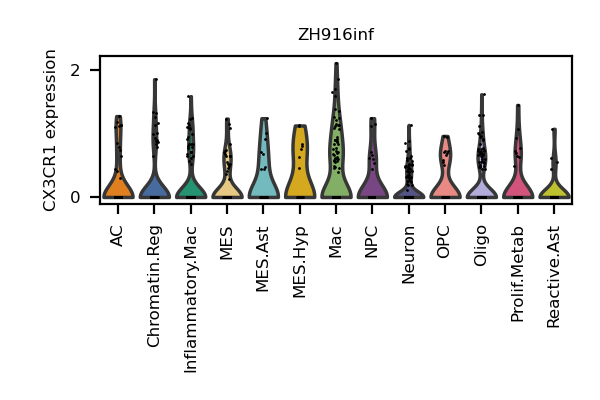 ZH916inf
CX3CR1 expression
2
0
AC
Chromatin.Reg
Inflammatory.Mac
MES
MES.Ast
MES.Hyp
Mac
NPC
Neuron
OPC
Oligo
Prolif.Metab
Reactive.Ast